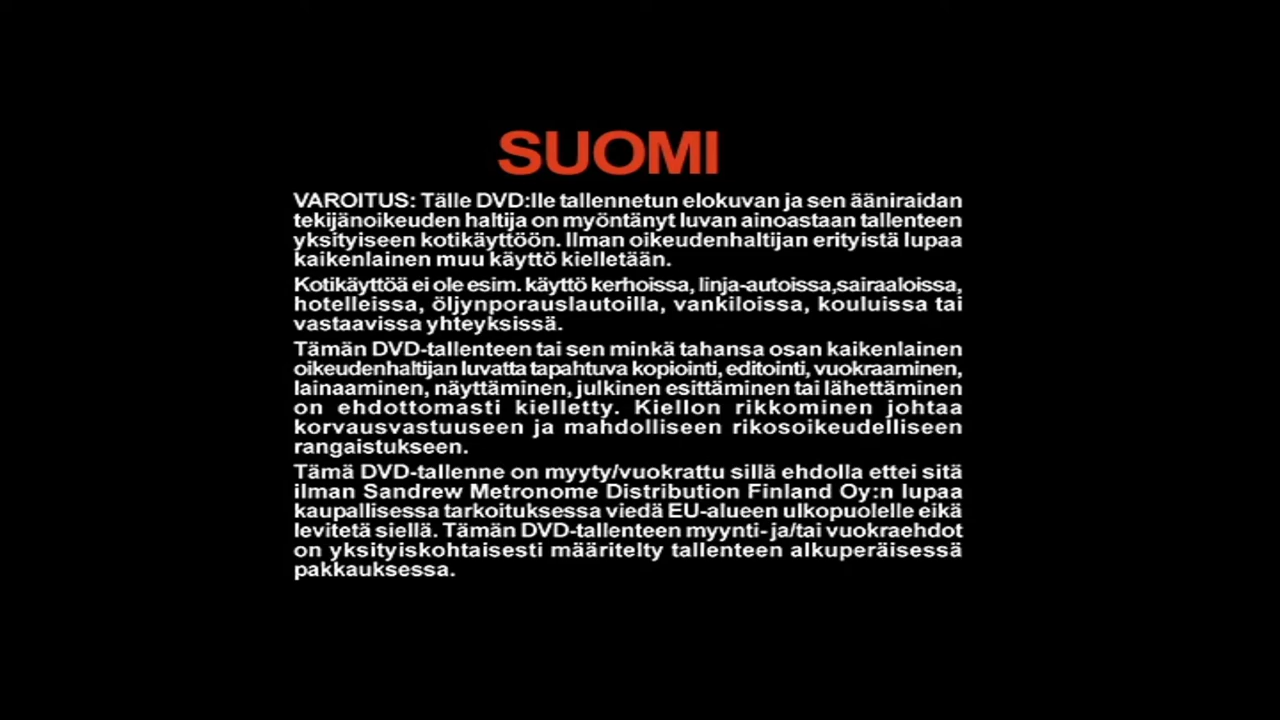 SUOMI
VAROITUS: Tälle DVD:lle tallennetun elokuvan ja sen ääniraidan
tekijänoikeuden haltija on myöntänyt luvan ainoastaan tallenteen
yksityiseen kotikäyttöön. Ilman oikeudenhaltijan erityistä lupaa
kaikenlainen muu käyttö kielletään.
Kotikäyttöä ei ole esim. käyttö kerhoissa, linja-autoissa,sairaaloissa,
hotelleissa, öljynporauslautoilla, vankiloissa, kouluissa tai
vastaavissa yhteyksissä.
Tämän DVD-tallenteen tai sen minkä tahansa osan kaikenlainen
oikeudenhaltijan luvatta tapahtuva kopiointi, editointi, vuokraaminen,
lainaaminen, näyttäminen, julkinen esittäminen tai lähettäminen
on ehdottomasti kielletty. Kiellon rikkominen johtaa
korvausvastuuseen ja mahdolliseen rikosoikeudelliseen
rangaistukseen.
Tämä DVD-tallenne on myyty/vuokrattu sillä ehdolla ettei sitä
ilman Sandrew Metronome Distribution Finland Oy:n lupaa
kaupallisessa tarkoituksessa viedä EU-alueen ulkopuolelle eikä
levitetä siellä. Tämän DVD-tallenteen myynti- ja/tai vuokraehdot
on yksityiskohtaisesti määritelty tallenteen alkuperäisessä
pakkauksessa.